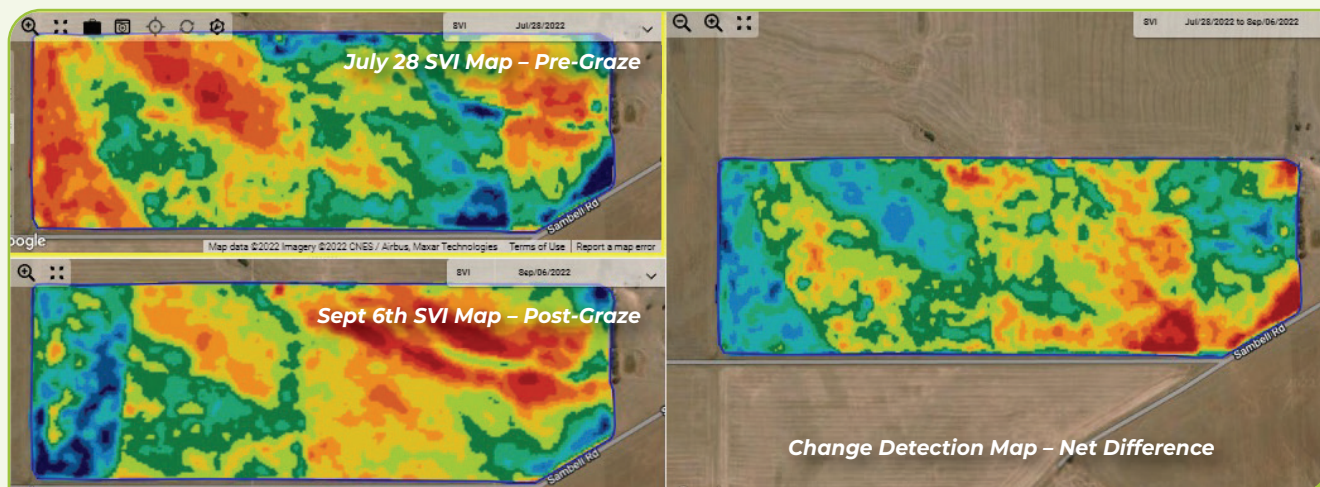 SVI Jul/28/2022
July 28 SVI Map – Pre-Graze
Sambell Rd
oogle
Map data ©2022 Imagery ©2022 CNES / Airbus, Maxar Technologies Terms of Use Report a map error
SVI Sep/06/2022
Sept 6th SVI Map – Post-Graze
Sambell Rd
SVI Jul/28/2022 to Sep/06/2022
Sambell Rd
Change Detection Map – Net Difference